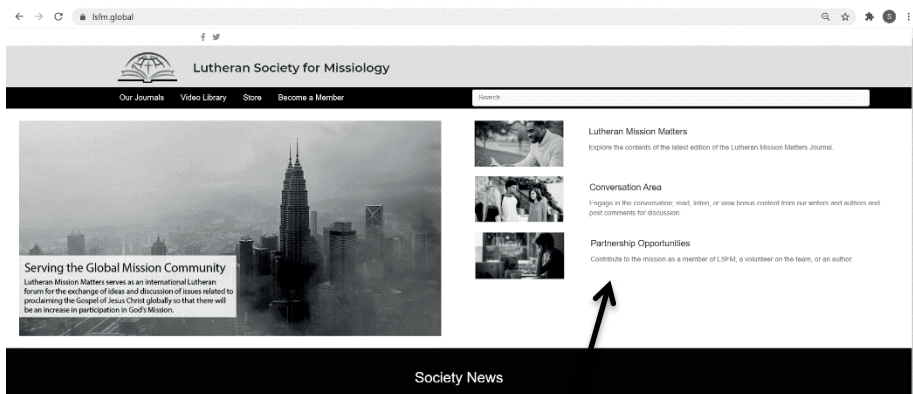 lsfm.global
S
Lutheran Society for Missiology
Our Journals Video Library Store Become a Member
Search
Lutheran Mission Matters
Explore the contents of the latest edition of the Lutheran Mission Matters Journal.
Conversation Area
Engage in the conversation; read, listen, or view bonus content from our writers and authors and
post comments for discussion.
Partnership Opportunities
Contribute to the mission as a member of LSFM, a volunteer on the team, or an author.
Serving the Global Mission Community
Lutheran Mission Matters serves as an international Lutheran
forum for the exchange of ideas and discussion of issues related to
proclaiming the Gospel of Jesus Christ globally so that there will
be an increase in participation in God's Mission.
Society News